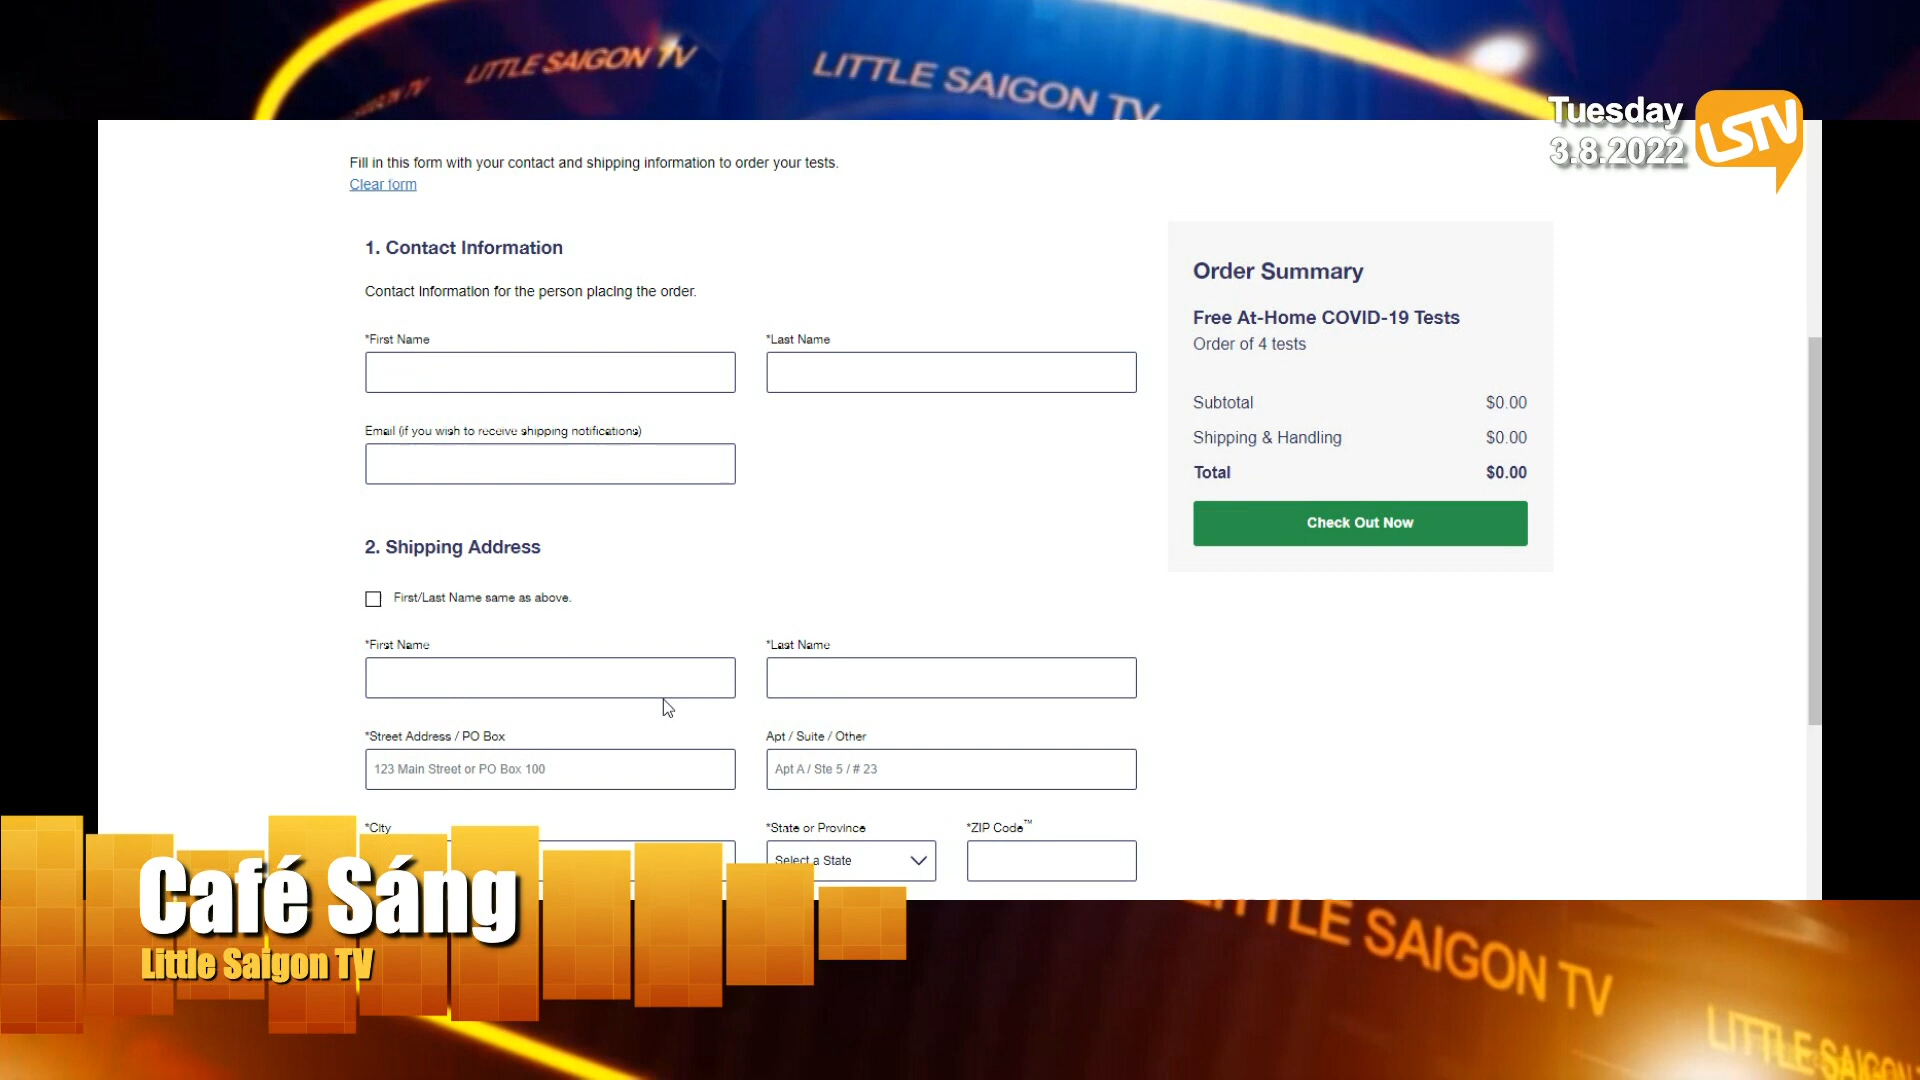 LITTLE SAIGON TV
LITTLE SAIGON TV
SAIGON TV
Tuesday
3.8.2022
LSTV
Fill in this form with your contact and shipping information to order your tests.
Clear form
1. Contact Information
Contact Information for the person placing the order.
*First Name
*Last Name
Email (if you wish to receive shipping notifications)
2. Shipping Address
First/Last Name same as above.
*First Name
*Last Name
*Street Address / PO Box
Apt / Suite / Other
123 Main Street or PO Box 100
Apt A / Ste 5 / # 23
*City
*State or Province
*ZIP Code™
Select a State
Order Summary
Free At-Home COVID-19 Tests
Order of 4 tests
Subtotal $0.00
Shipping & Handling $0.00
Total $0.00
Check Out Now
Café Sáng
Little Saigon TV
LITTLE SAIGON TV
LITTLE SAIGON